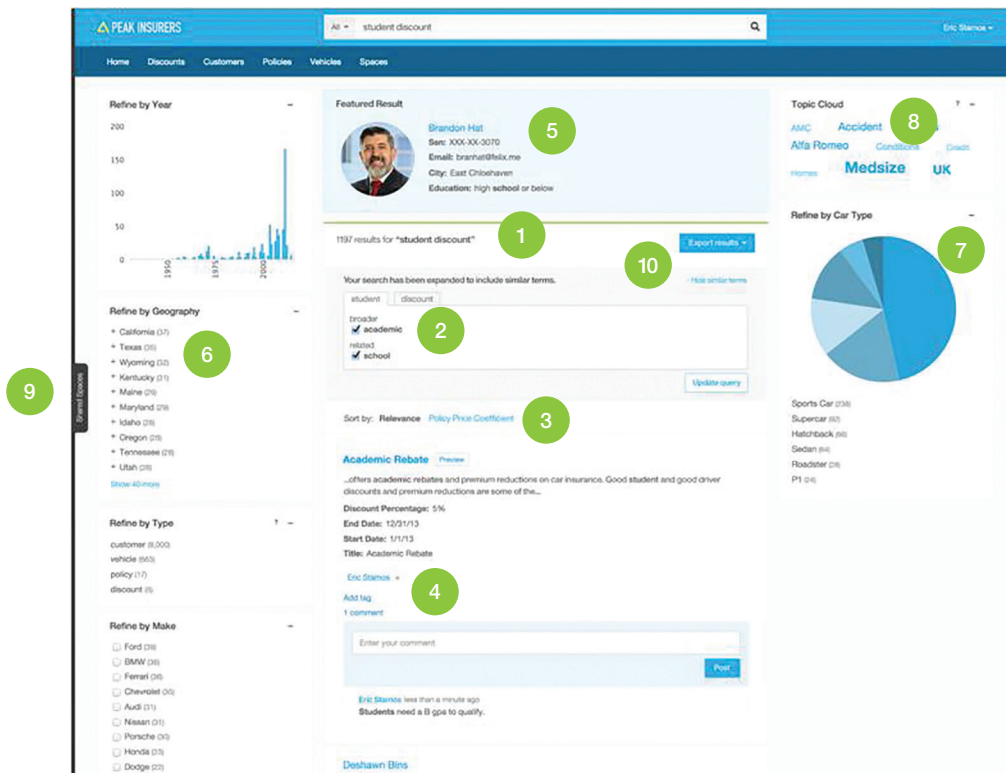 PEAK INSURERS
All
student discount
Eric Stamos
Home Discounts Customers Policies Vehicles Spaces
Refine by Year
200
150
100
50
0
1950
1975
2000
Refine by Geography
+ California (37)
+ Texas (35)
+ Wyoming (32)
+ Kentucky (31)
+ Maine (29)
+ Maryland (29)
+ Idaho (28)
+ Oregon (28)
+ Tennessee (28)
+ Utah (28)
Show 40 more
6
9
Shared Spaces
Refine by Type ? –
customer (8,000)
vehicle (663)
policy (17)
discount (5)
Refine by Make
Ford (39)
BMW (36)
Ferrari (36)
Chevrolet (35)
Audi (31)
Nissan (31)
Porsche (30)
Honda (23)
Dodge (22)
Featured Result
Brandon Hat
Ssn: XXX-XX-3070
Email: branhat@felix.me
City: East Chloehaven
Education: high school or below
5
1197 results for "student discount"
1
Export results
10
Your search has been expanded to include similar terms.
- Hide similar terms
student discount
broader
academic
related
school
2
Update query
Sort by: Relevance Policy Price Coefficient
3
Academic Rebate Preview
...offers academic rebates and premium reductions on car insurance. Good student and good driver
discounts and premium reductions are some of the...
Discount Percentage: 5%
End Date: 12/31/13
Start Date: 1/1/13
Title: Academic Rebate
Eric Stamos
4
Add tag
1 comment
Enter your comment
Post
Eric Stamos less than a minute ago
Students need a B gpa to qualify.
Deshawn Bins
Topic Cloud ? –
AMC Accident
8
Alfa Romeo Conditions Credit
Homes Medsize UK
Refine by Car Type
7
Sports Car (238)
Supercar (92)
Hatchback (66)
Sedan (64)
Roadster (28)
P1 (24)